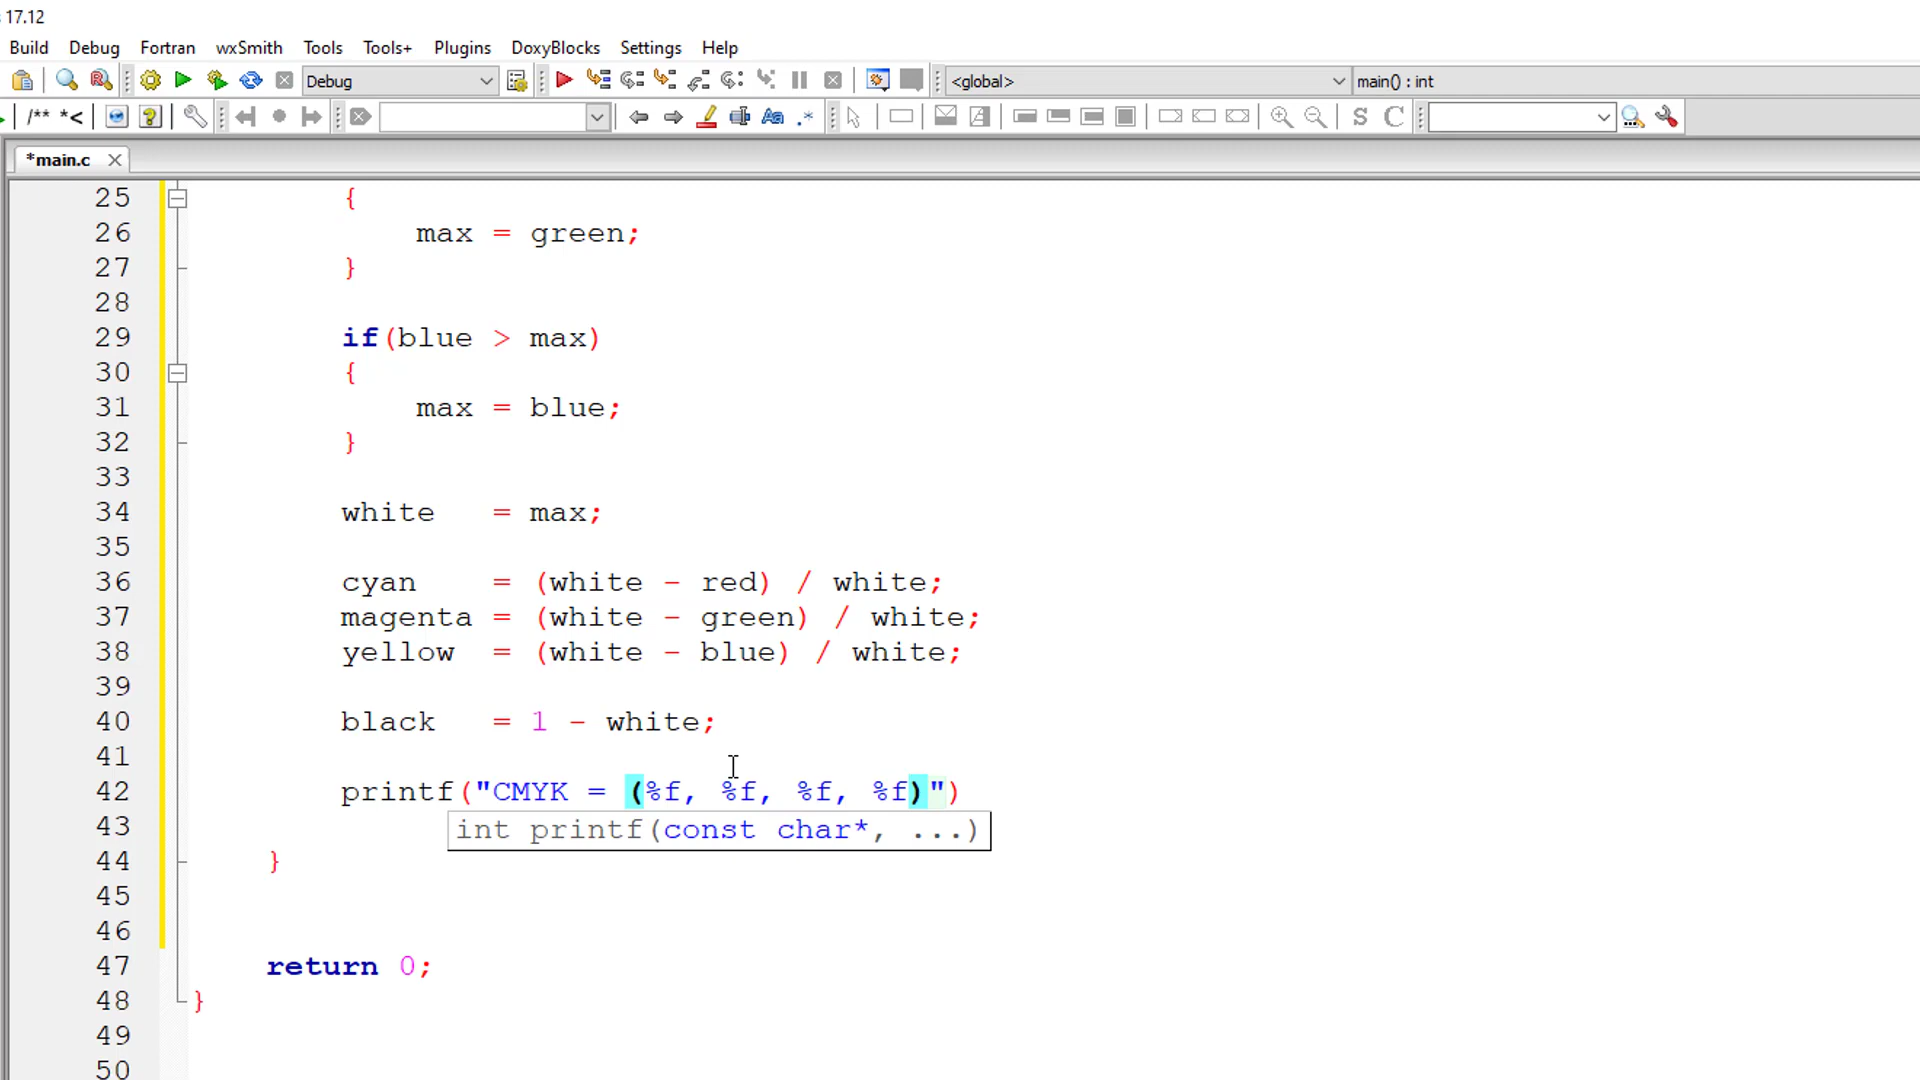 17.12
Build Debug Fortran wxSmith Tools Tools+ Plugins DoxyBlocks Settings Help
Debug <global> main() : int
/** *< Aa .* S C
*main.c
25 {
26 max = green;
27 }
28
29 if(blue > max)
30 {
31 max = blue;
32 }
33
34 white = max;
35
36 cyan = (white - red) / white;
37 magenta = (white - green) / white;
38 yellow = (white - blue) / white;
39
40 black = 1 - white;
41
42 printf("CMYK = (%f, %f, %f, %f)")
int printf(const char*, ...)
43
44 }
45
46
47 return 0;
48 }
49
50